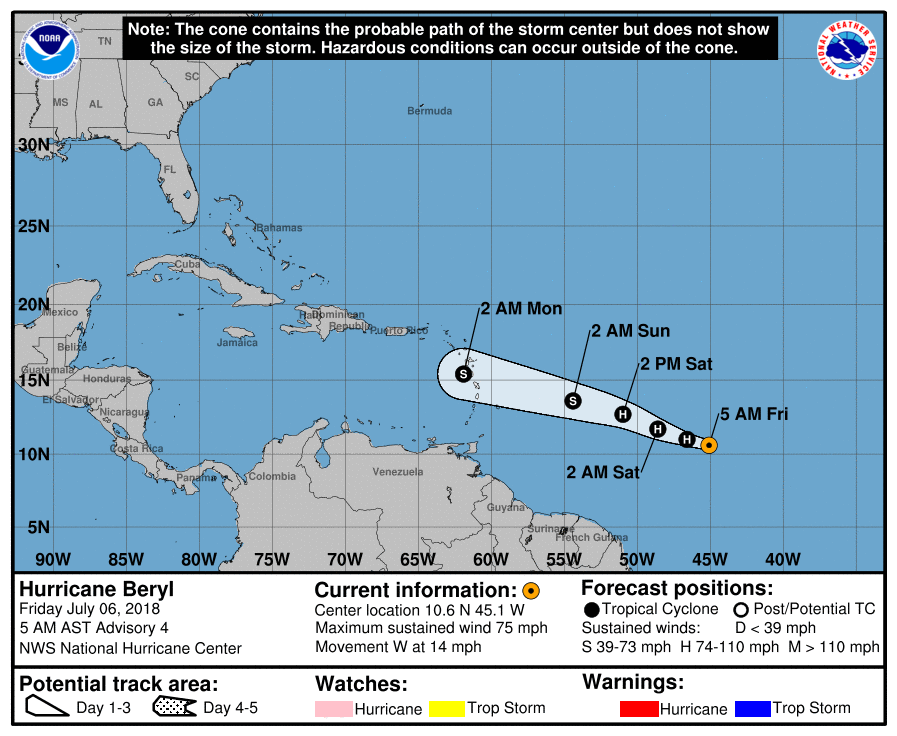 Note: The cone contains the probable path of the storm center but does not show
the size of the storm. Hazardous conditions can occur outside of the cone.
NOAA
NATIONAL WEATHER SERVICE
TN
SC
MS
AL
GA
Bermuda
30N
FL
25N
Bahamas
Cuba
20N
Mexico
Haiti
Dominican
Republic
Puerto Rico
2 AM Mon
2 AM Sun
Jamaica
Belize
2 PM Sat
Guatemala
15N
Honduras
S
El Salvador
S
Nicaragua
H
5 AM Fri
H
H
Costa Rica
10N
2 AM Sat
Panama
Colombia
Venezuela
Guyana
5N
Suriname
French Guiana
90W 85W 80W 75W 70W 65W 60W 55W 50W 45W 40W
Hurricane Beryl
Friday July 06, 2018
5 AM AST Advisory 4
NWS National Hurricane Center
Current information:
Center location 10.6 N 45.1 W
Maximum sustained wind 75 mph
Movement W at 14 mph
Forecast positions:
Tropical Cyclone Post/Potential TC
Sustained winds: D < 39 mph
S 39-73 mph H 74-110 mph M > 110 mph
Potential track area:
Day 1-3 Day 4-5
Watches:
Hurricane Trop Storm
Warnings:
Hurricane Trop Storm